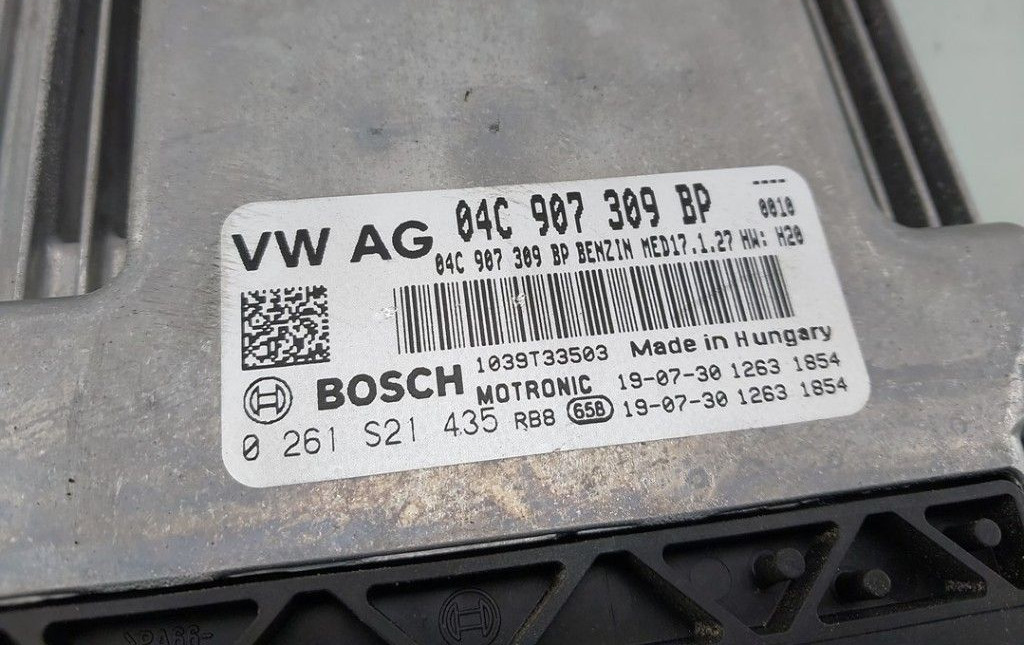 ----
VW AG 04C 907 309 BP 0010
04C 907 309 BP BENZIN MED17.1.27 HW: H20
1039T33503 Made in Hungary
BOSCH MOTRONIC 19-07-30 1263 1854
0 261 S21 435 RB8 658 19-07-30 1263 1854
>PA66-